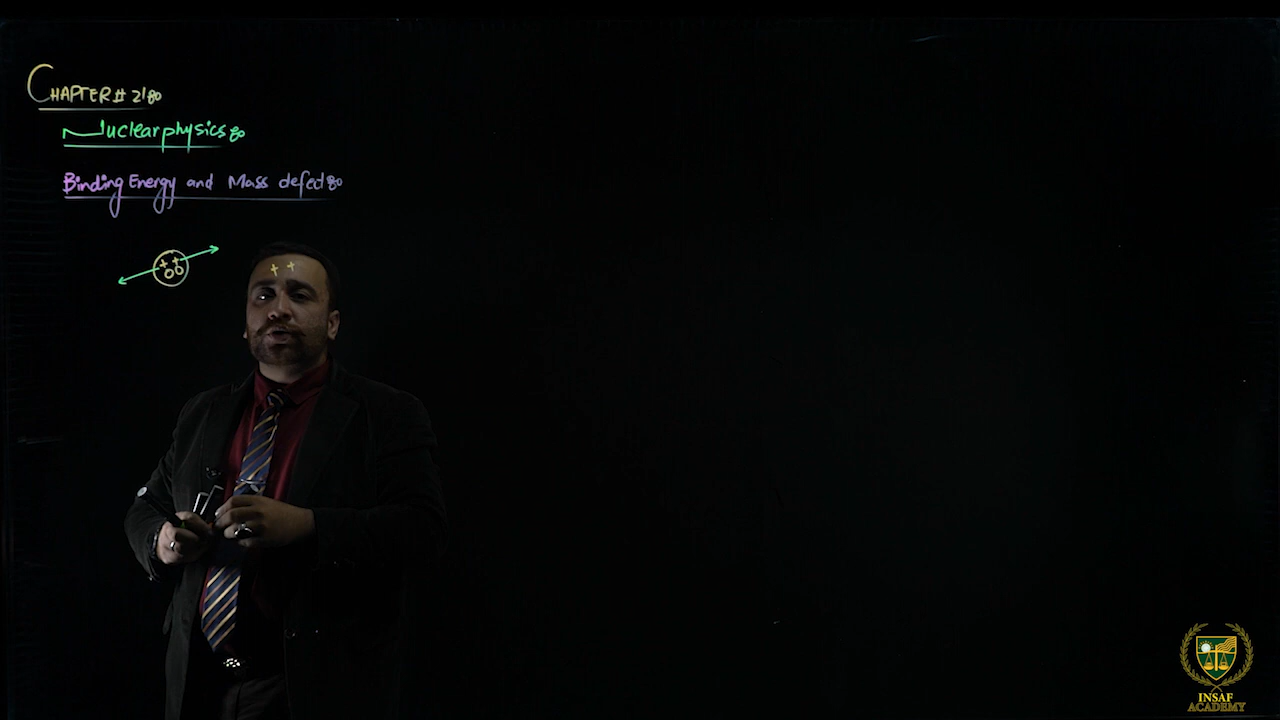 CHAPTER # 21:
Nuclear physics:
Binding Energy and Mass defect:
+ +
+ +
INSAF
ACADEMY